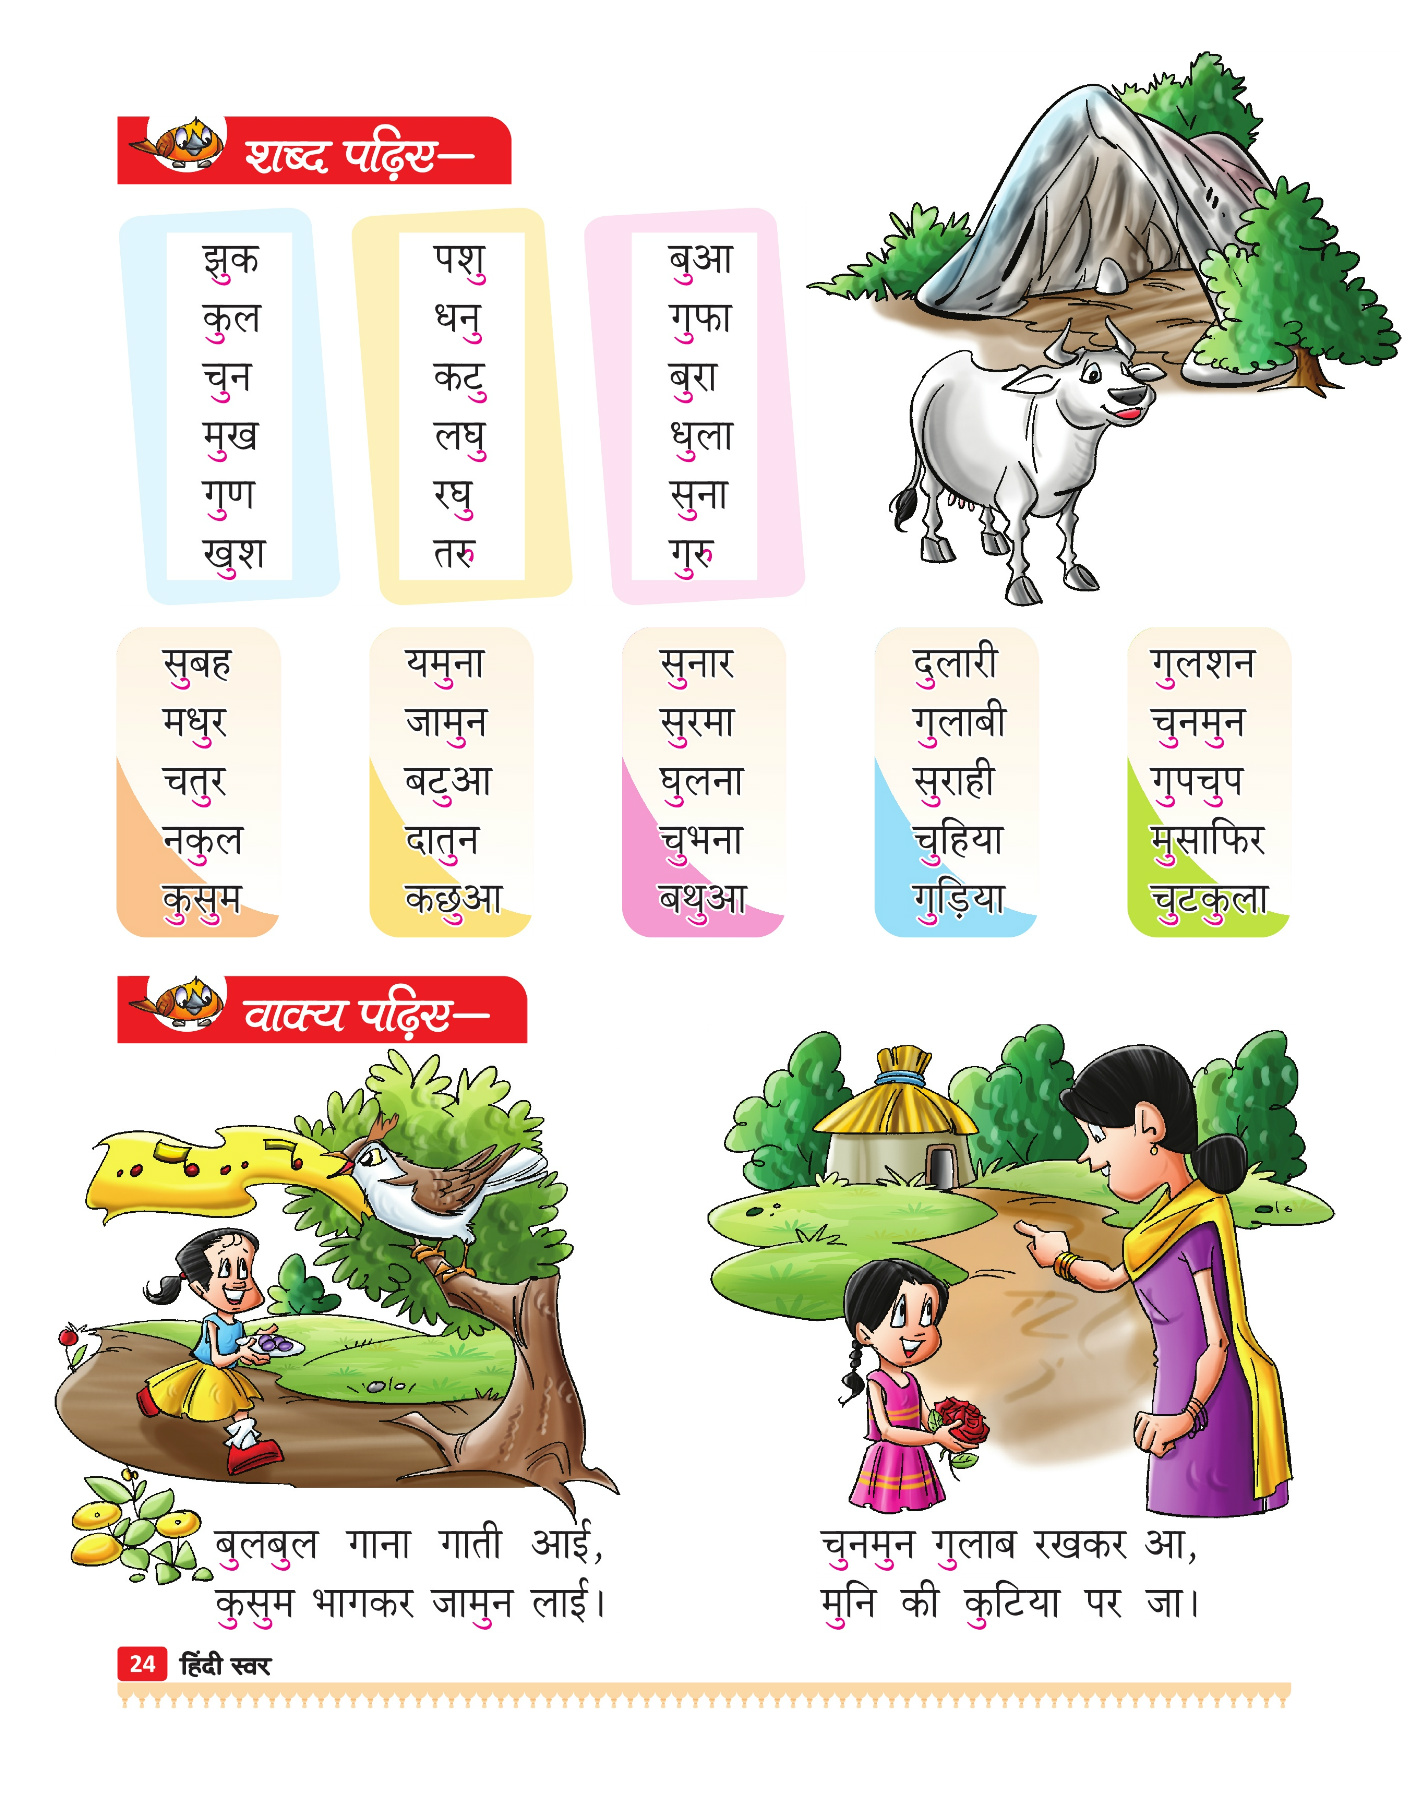 शब्द पढ़िए—
झुक
कुल
चुन
मुख
गुण
खुश
पशु
धनु
कटु
लघु
रघु
तरु
बुआ
गुफा
बुरा
धुला
सुना
गुरु
सुबह
मधुर
चतुर
नकुल
कुसुम
यमुना
जामुन
बटुआ
दातुन
कछुआ
सुनार
सुरमा
घुलना
चुभना
बथुआ
दुलारी
गुलाबी
सुराही
चुहिया
गुड़िया
गुलशन
चुनमुन
गुपचुप
मुसाफिर
चुटकुला
वाक्य पढ़िए—
बुलबुल गाना गाती आई,
कुसुम भागकर जामुन लाई।
चुनमुन गुलाब रखकर आ,
मुनि की कुटिया पर जा।
24 हिंदी स्वर